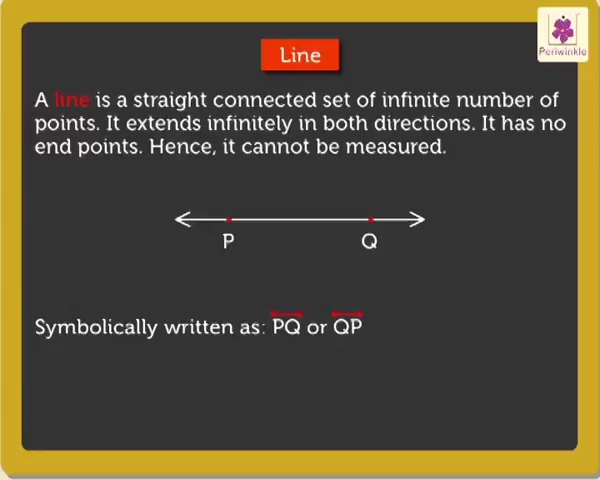 Periwinkle
Line
A line is a straight connected set of infinite number of
points. It extends infinitely in both directions. It has no
end points. Hence, it cannot be measured.
P Q
Symbolically written as: PQ or QP